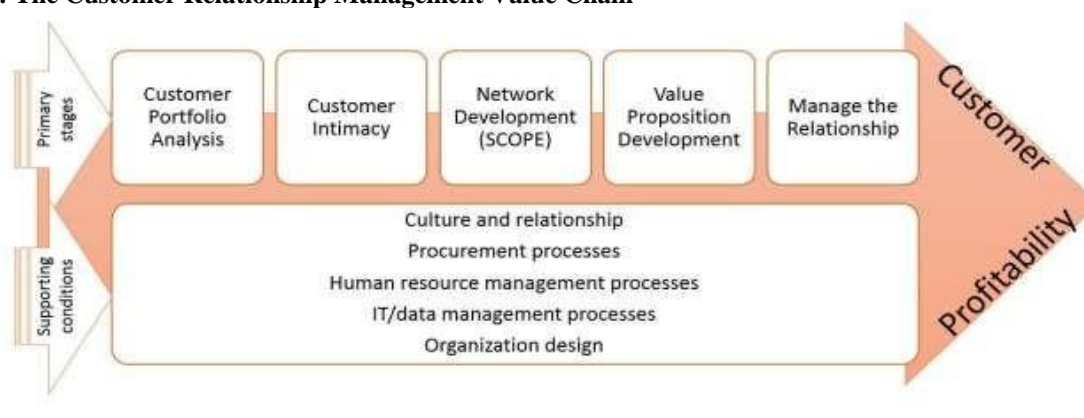 . The Customer Relationship Management Value Chain
Primary
stages
Customer
Portfolio
Analysis
Customer
Intimacy
Network
Development
(SCOPE)
Value
Proposition
Development
Manage the
Relationship
Customer
Profitability
Supporting
conditions
Culture and relationship
Procurement processes
Human resource management processes
IT/data management processes
Organization design